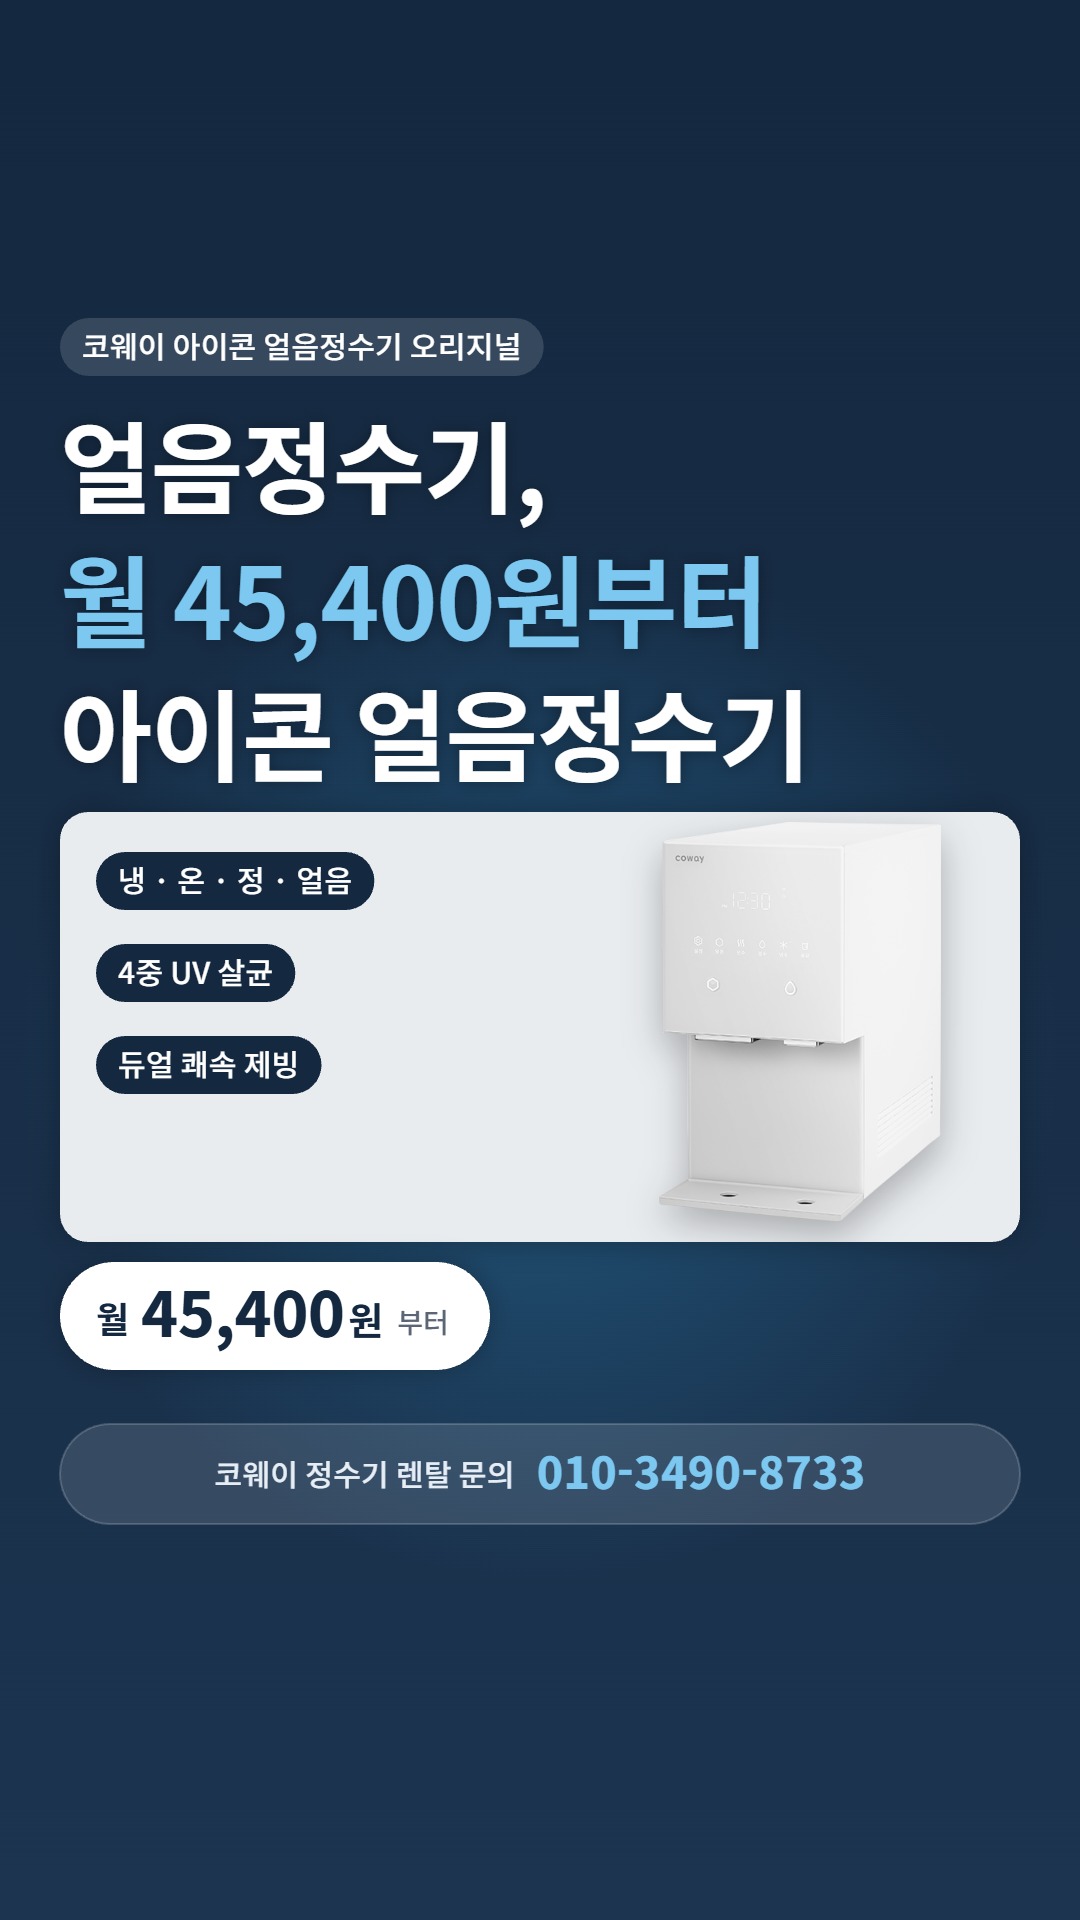 코웨이 아이콘 얼음정수기 오리지널
얼음정수기,
월 45,400원부터
아이콘 얼음정수기
냉 · 온 · 정 · 얼음
4중 UV 살균
듀얼 쾌속 제빙
coway
12:30
월 45,400원 부터
코웨이 정수기 렌탈 문의 010-3490-8733